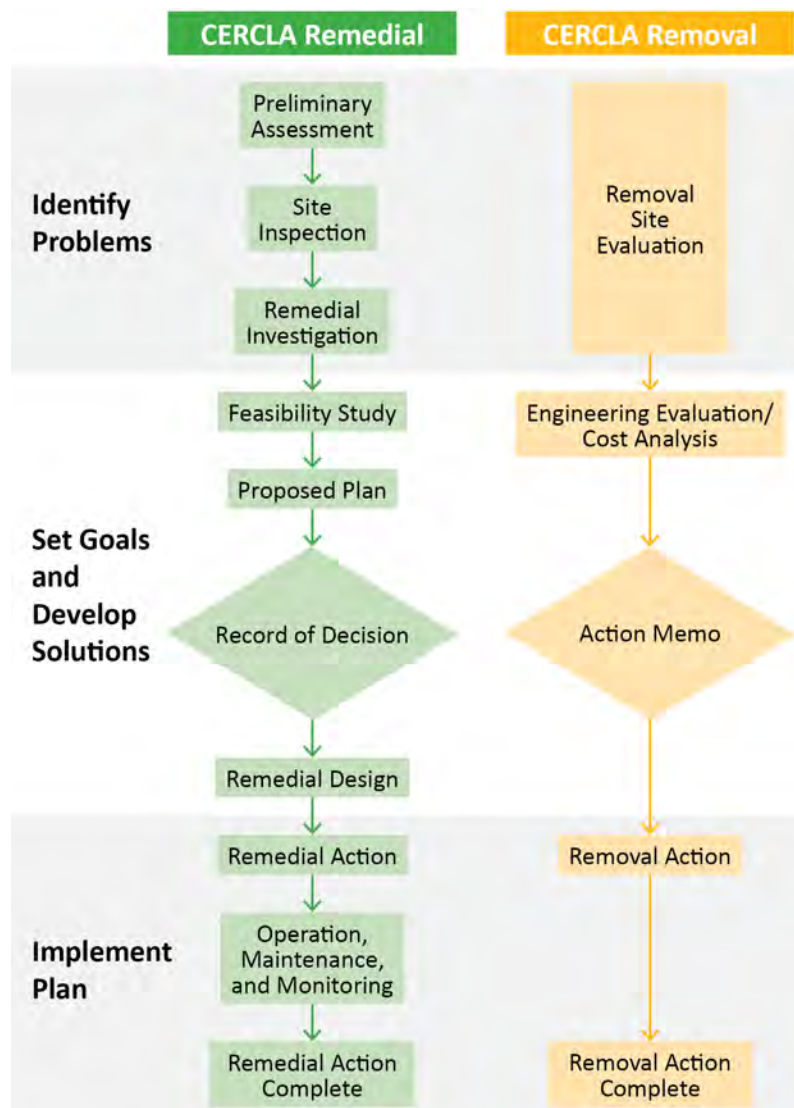 CERCLA Remedial
CERCLA Removal
Identify
Problems
Preliminary
Assessment
Site
Inspection
Remedial
Investigation
Removal
Site
Evaluation
Set Goals
and
Develop
Solutions
Feasibility Study
Proposed Plan
Record of Decision
Remedial Design
Engineering Evaluation/
Cost Analysis
Action Memo
Implement
Plan
Remedial Action
Operation,
Maintenance,
and Monitoring
Remedial Action
Complete
Removal Action
Removal Action
Complete